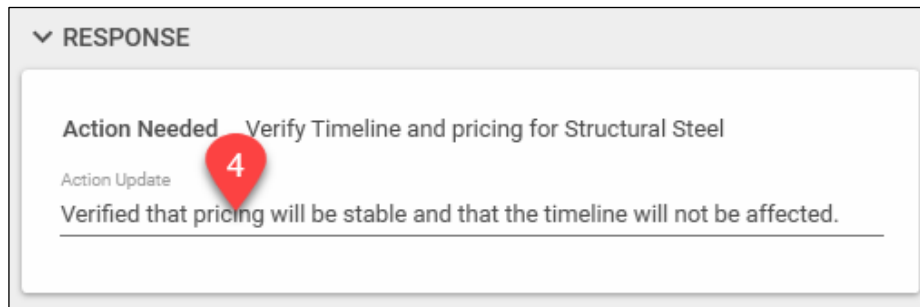 RESPONSE
Action Needed Verify Timeline and pricing for Structural Steel
4
Action Update
Verified that pricing will be stable and that the timeline will not be affected.